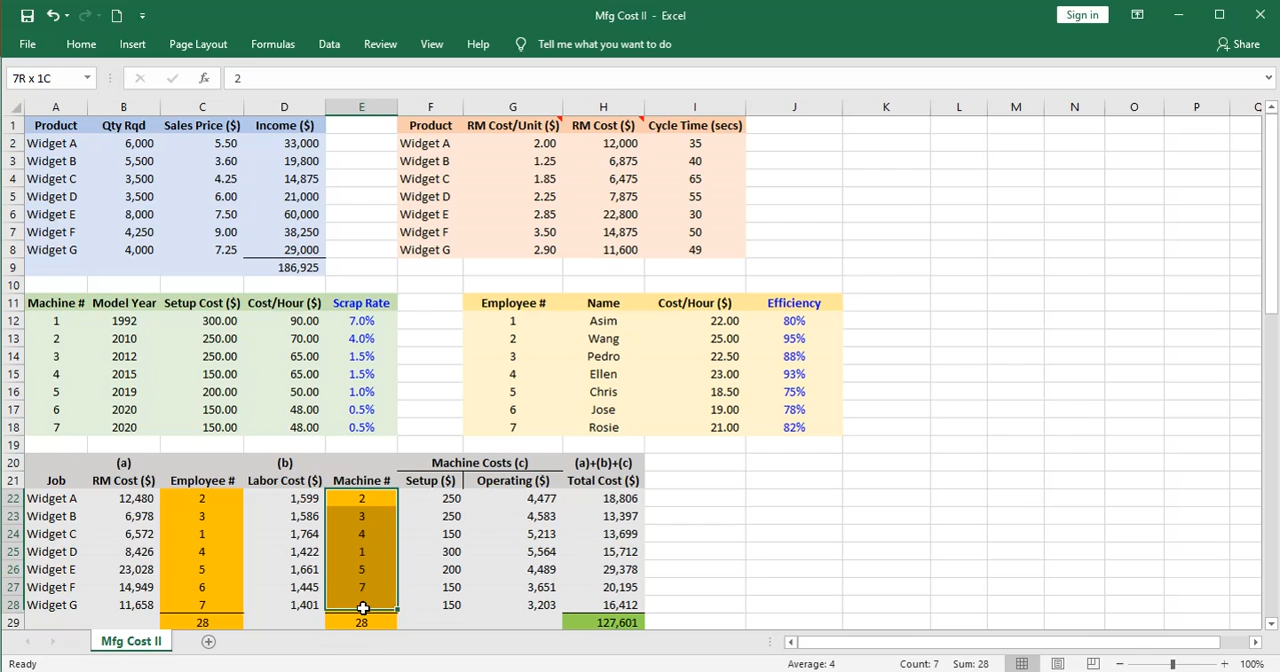 Mfg Cost II - Excel
Sign in
File Home Insert Page Layout Formulas Data Review View Help Tell me what you want to do Share
7R x 1C fx 2
A B C D E F G H I J K L M N O P
1 Product Qty Rqd Sales Price ($) Income ($) Product RM Cost/Unit ($) RM Cost ($) Cycle Time (secs)
2 Widget A 6,000 5.50 33,000 Widget A 2.00 12,000 35
3 Widget B 5,500 3.60 19,800 Widget B 1.25 6,875 40
4 Widget C 3,500 4.25 14,875 Widget C 1.85 6,475 65
5 Widget D 3,500 6.00 21,000 Widget D 2.25 7,875 55
6 Widget E 8,000 7.50 60,000 Widget E 2.85 22,800 30
7 Widget F 4,250 9.00 38,250 Widget F 3.50 14,875 50
8 Widget G 4,000 7.25 29,000 Widget G 2.90 11,600 49
9 186,925
10
11 Machine # Model Year Setup Cost ($) Cost/Hour ($) Scrap Rate Employee # Name Cost/Hour ($) Efficiency
12 1 1992 300.00 90.00 7.0% 1 Asim 22.00 80%
13 2 2010 250.00 70.00 4.0% 2 Wang 25.00 95%
14 3 2012 250.00 65.00 1.5% 3 Pedro 22.50 88%
15 4 2015 150.00 65.00 1.5% 4 Ellen 23.00 93%
16 5 2019 200.00 50.00 1.0% 5 Chris 18.50 75%
17 6 2020 150.00 48.00 0.5% 6 Jose 19.00 78%
18 7 2020 150.00 48.00 0.5% 7 Rosie 21.00 82%
19
20 (a) (b) Machine Costs (c) (a)+(b)+(c)
21 Job RM Cost ($) Employee # Labor Cost ($) Machine # Setup ($) Operating ($) Total Cost ($)
22 Widget A 12,480 2 1,599 2 250 4,477 18,806
23 Widget B 6,978 3 1,586 3 250 4,583 13,397
24 Widget C 6,572 1 1,764 4 150 5,213 13,699
25 Widget D 8,426 4 1,422 1 300 5,564 15,712
26 Widget E 23,028 5 1,661 5 200 4,489 29,378
27 Widget F 14,949 6 1,445 7 150 3,651 20,195
28 Widget G 11,658 7 1,401 150 3,203 16,412
29 28 28 127,601
Mfg Cost II
Ready Average: 4 Count: 7 Sum: 28 100%